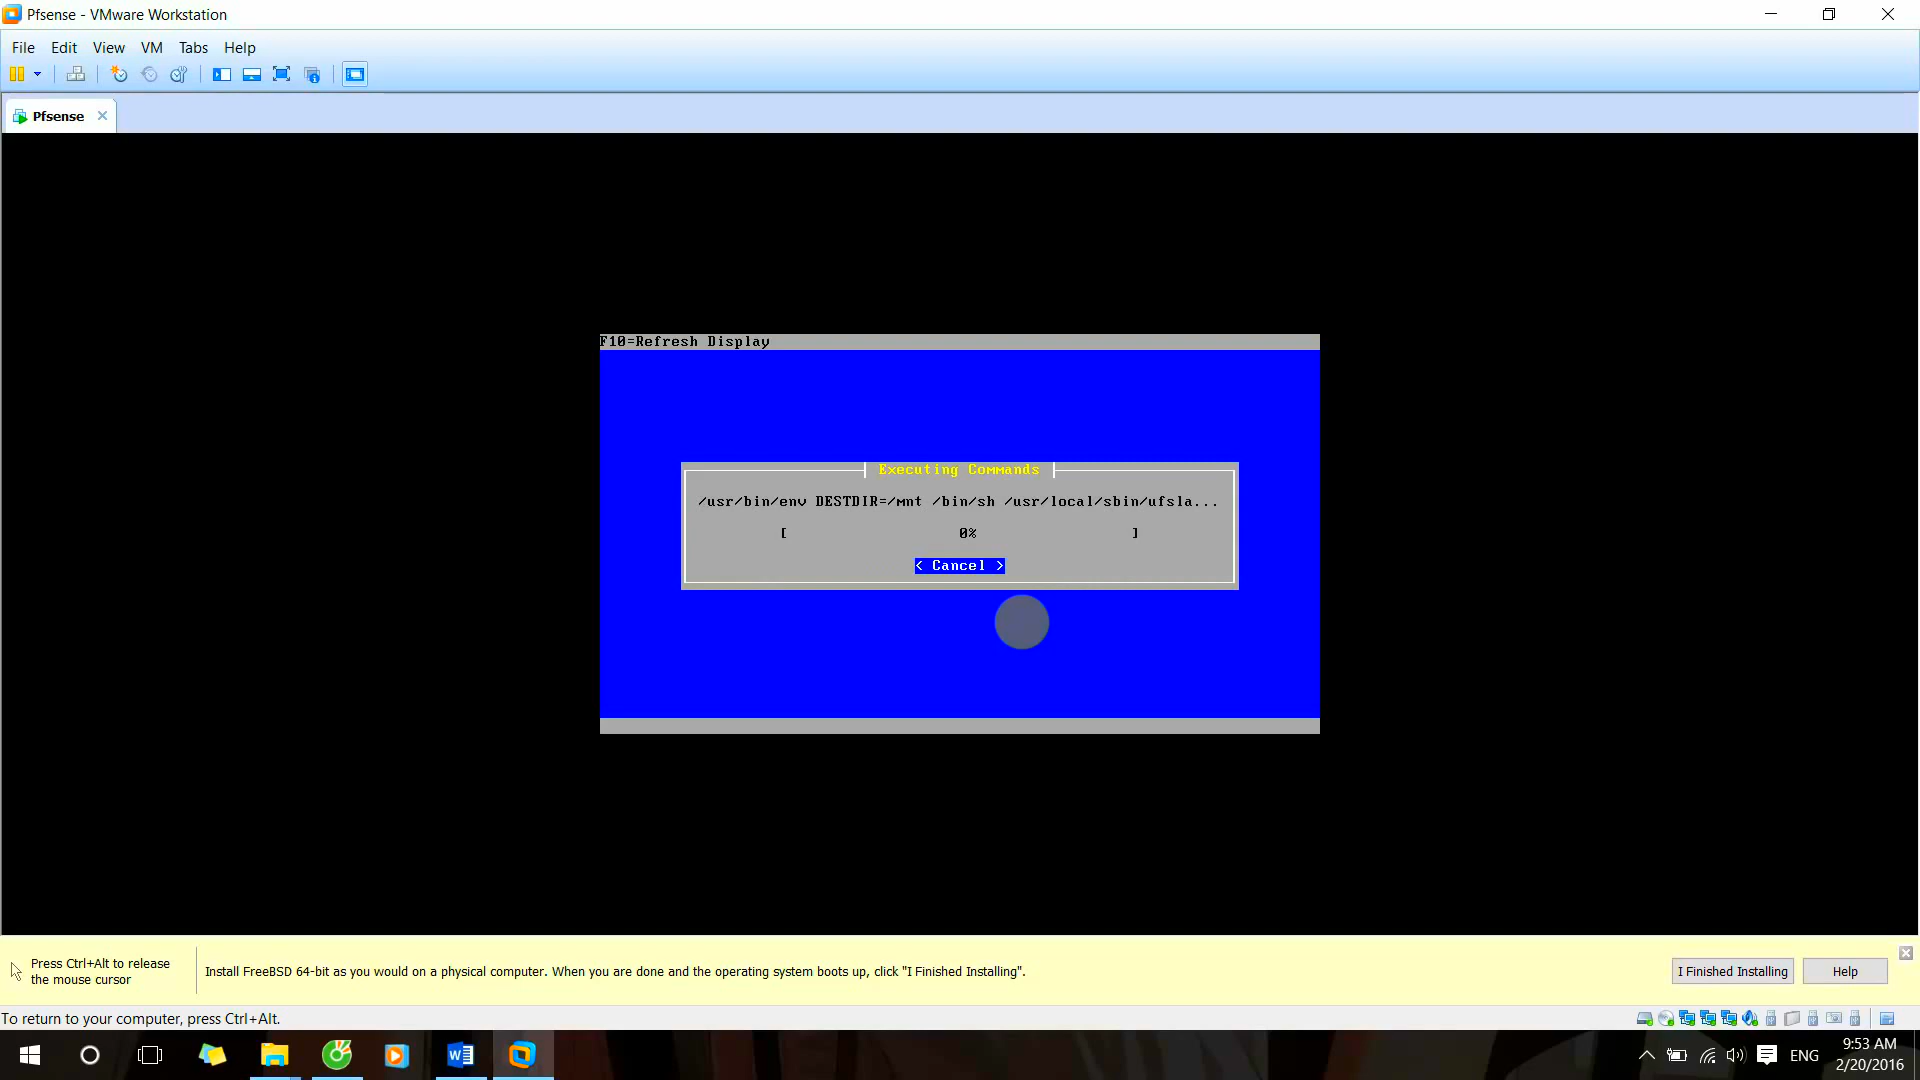 Pfsense - VMware Workstation
File Edit View VM Tabs Help
Pfsense
F10=Refresh Display
Executing Commands
/usr/bin/env DESTDIR=/mnt /bin/sh /usr/local/sbin/ufsla...
[ 0% ]
< Cancel >
Press Ctrl+Alt to release
the mouse cursor
Install FreeBSD 64-bit as you would on a physical computer. When you are done and the operating system boots up, click "I Finished Installing".
I Finished Installing
Help
To return to your computer, press Ctrl+Alt.
ENG
9:53 AM
2/20/2016